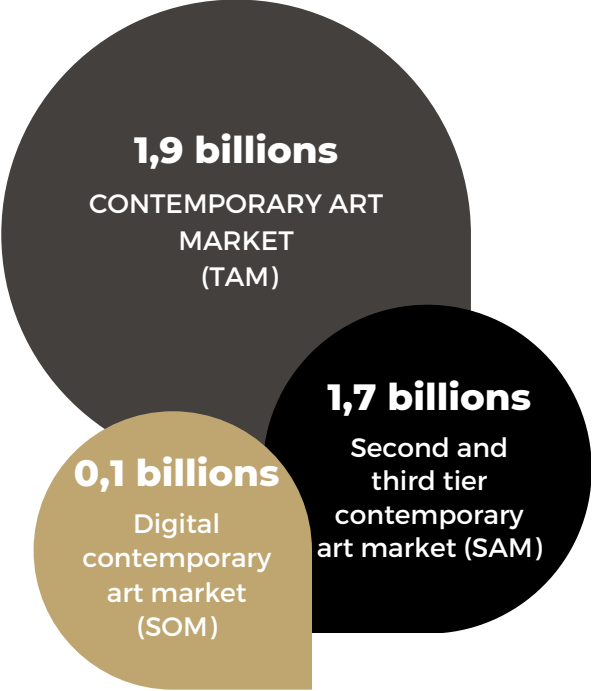 1,9 billions
CONTEMPORARY ART
MARKET
(TAM)
1,7 billions
Second and
third tier
contemporary
art market (SAM)
0,1 billions
Digital
contemporary
art market
(SOM)